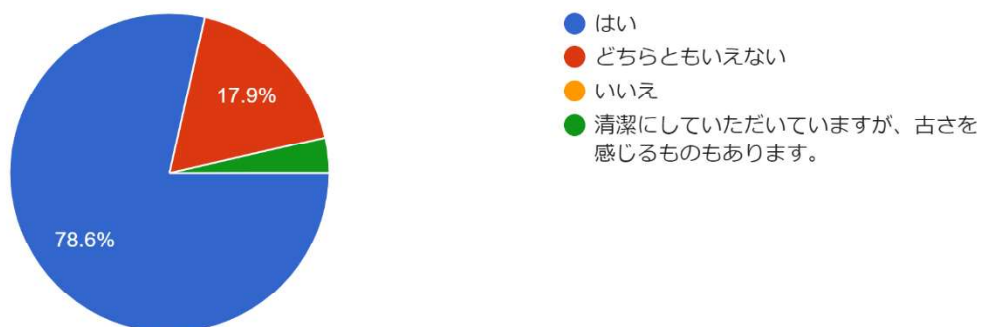 はい
どちらともいえない
いいえ
清潔にしていただいていますが、古さを
感じるものもあります。
17.9%
78.6%